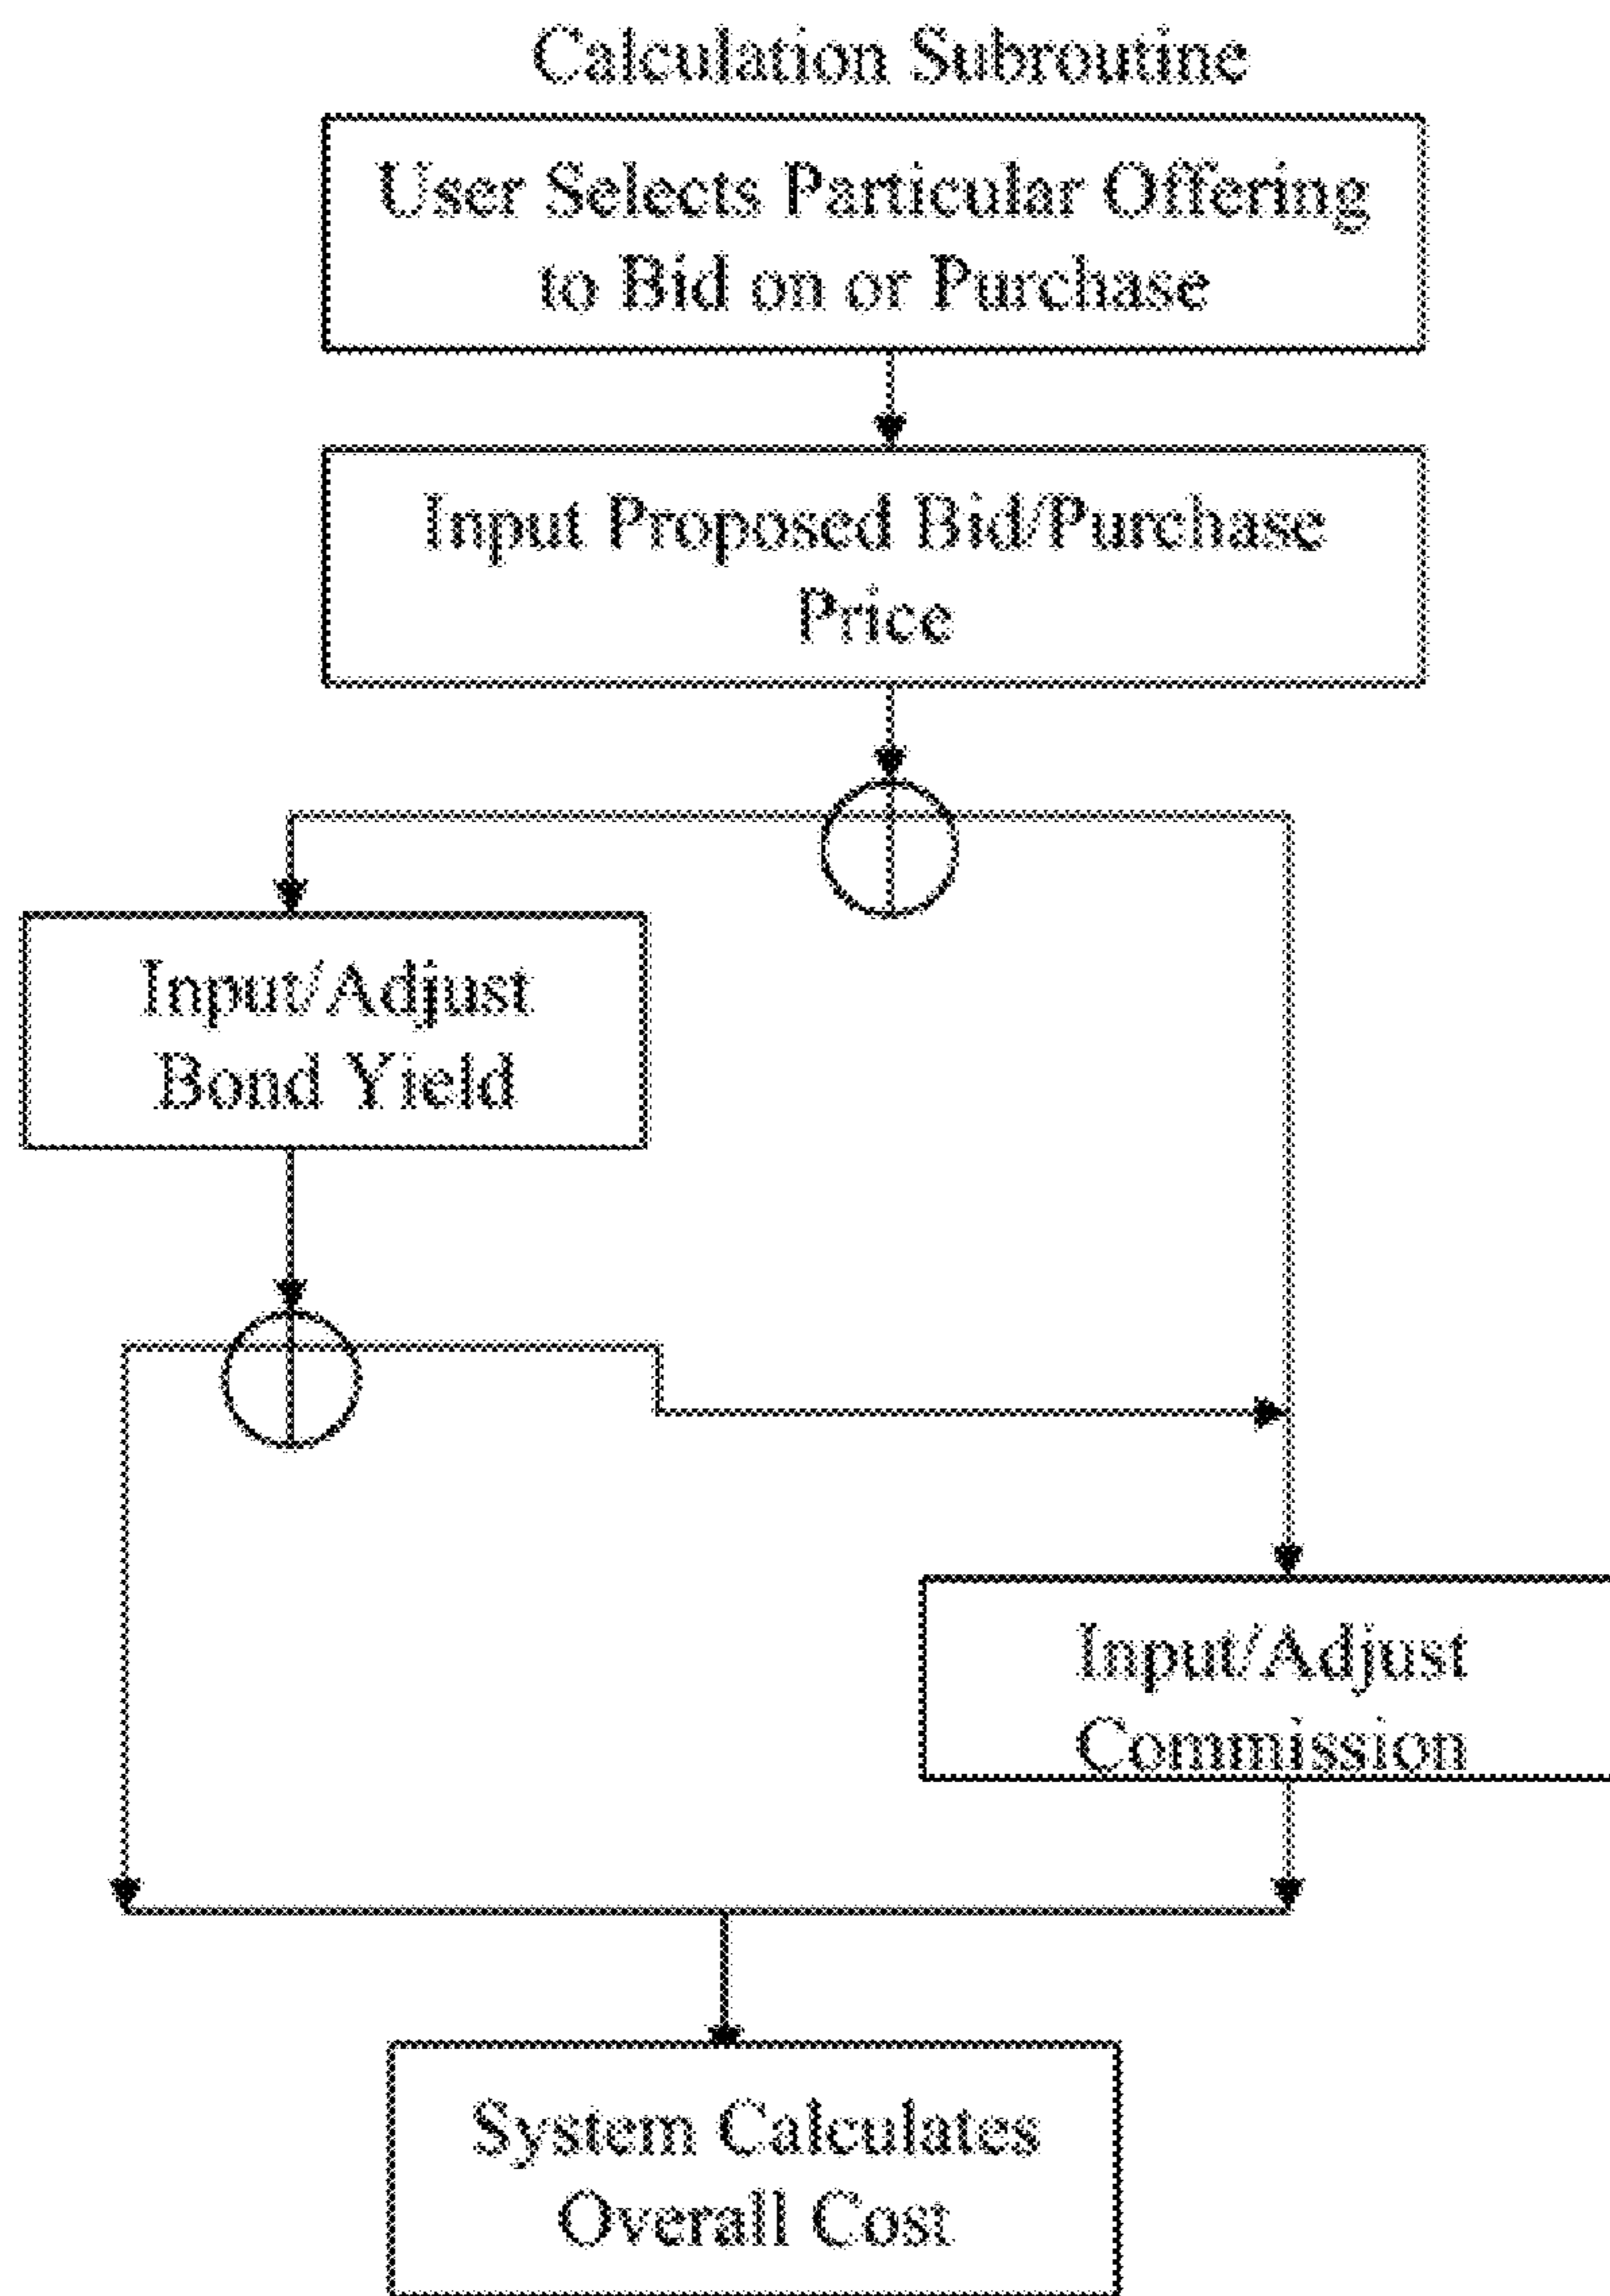 Calculation Subroutine
User Selects Particular Offering
to Bid on or Purchase
Input Proposed Bid/Purchase
Price
Input/Adjust
Bond Yield
Input/Adjust
Commission
System Calculates
Overall Cost